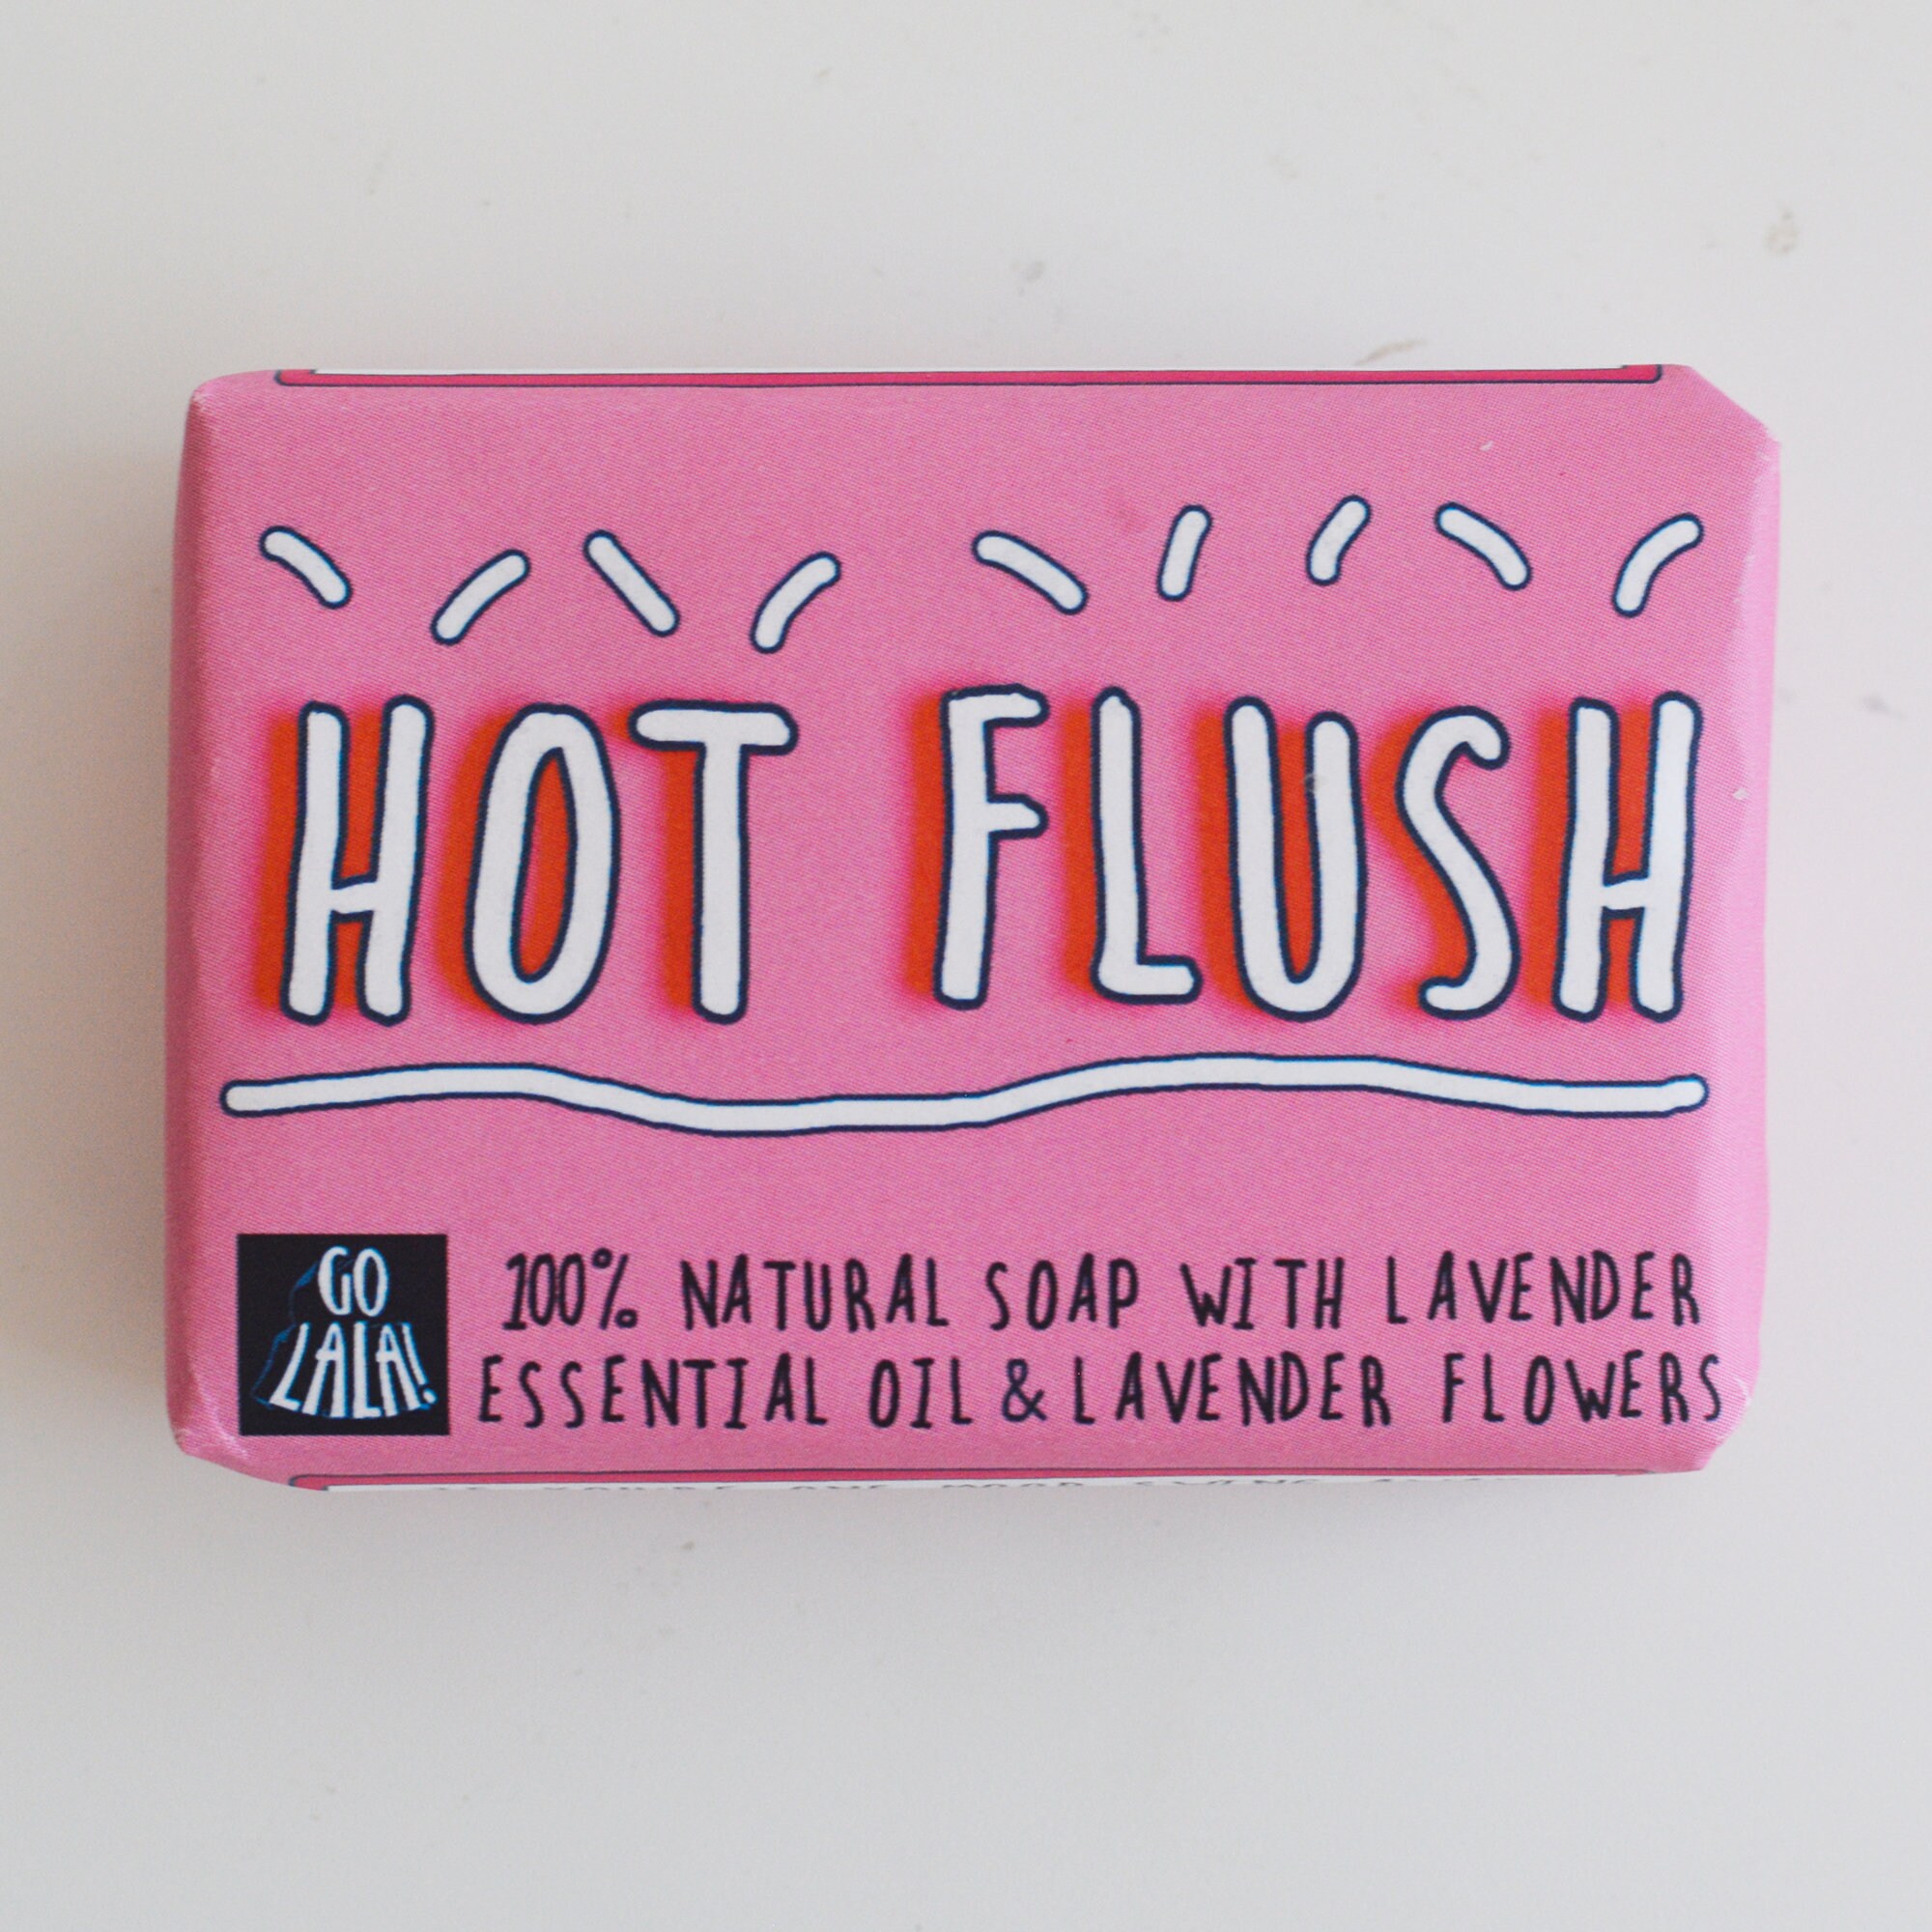 HOT FLUSH
GO
LALA!
100% NATURAL SOAP WITH LAVENDER
ESSENTIAL OIL & LAVENDER FLOWERS